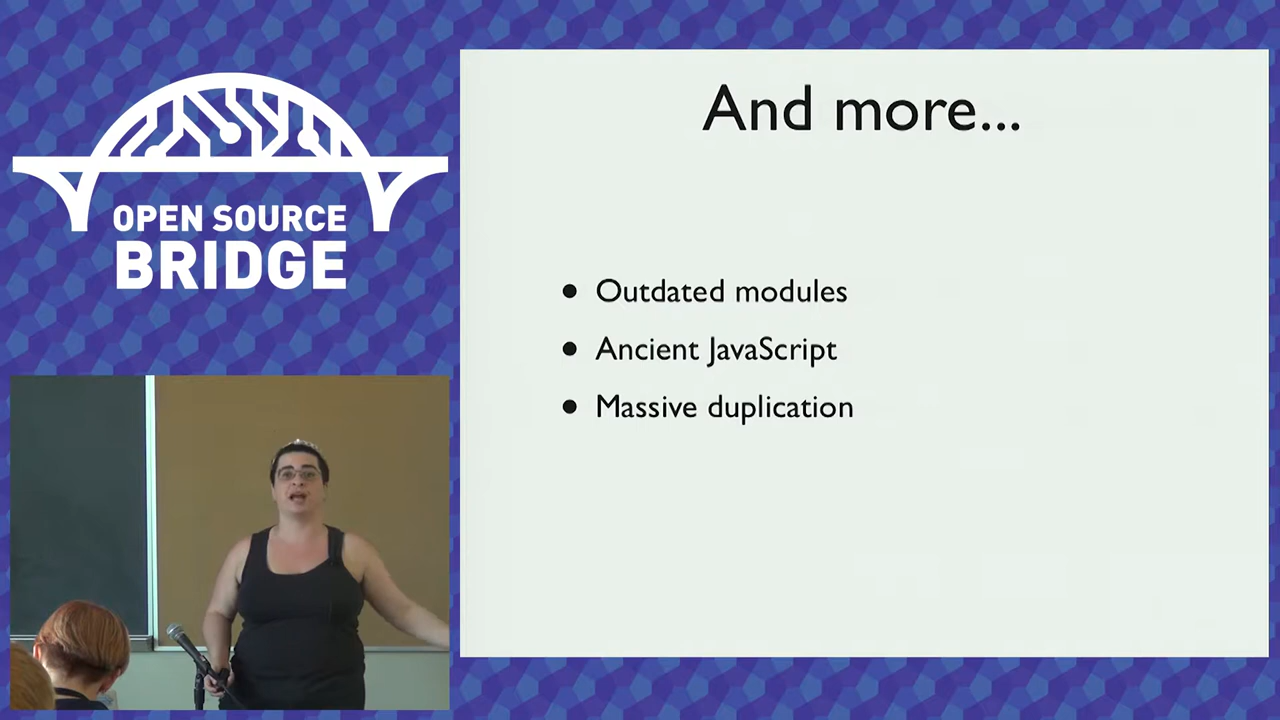 OPEN SOURCE
BRIDGE
And more...
• Outdated modules
• Ancient JavaScript
• Massive duplication